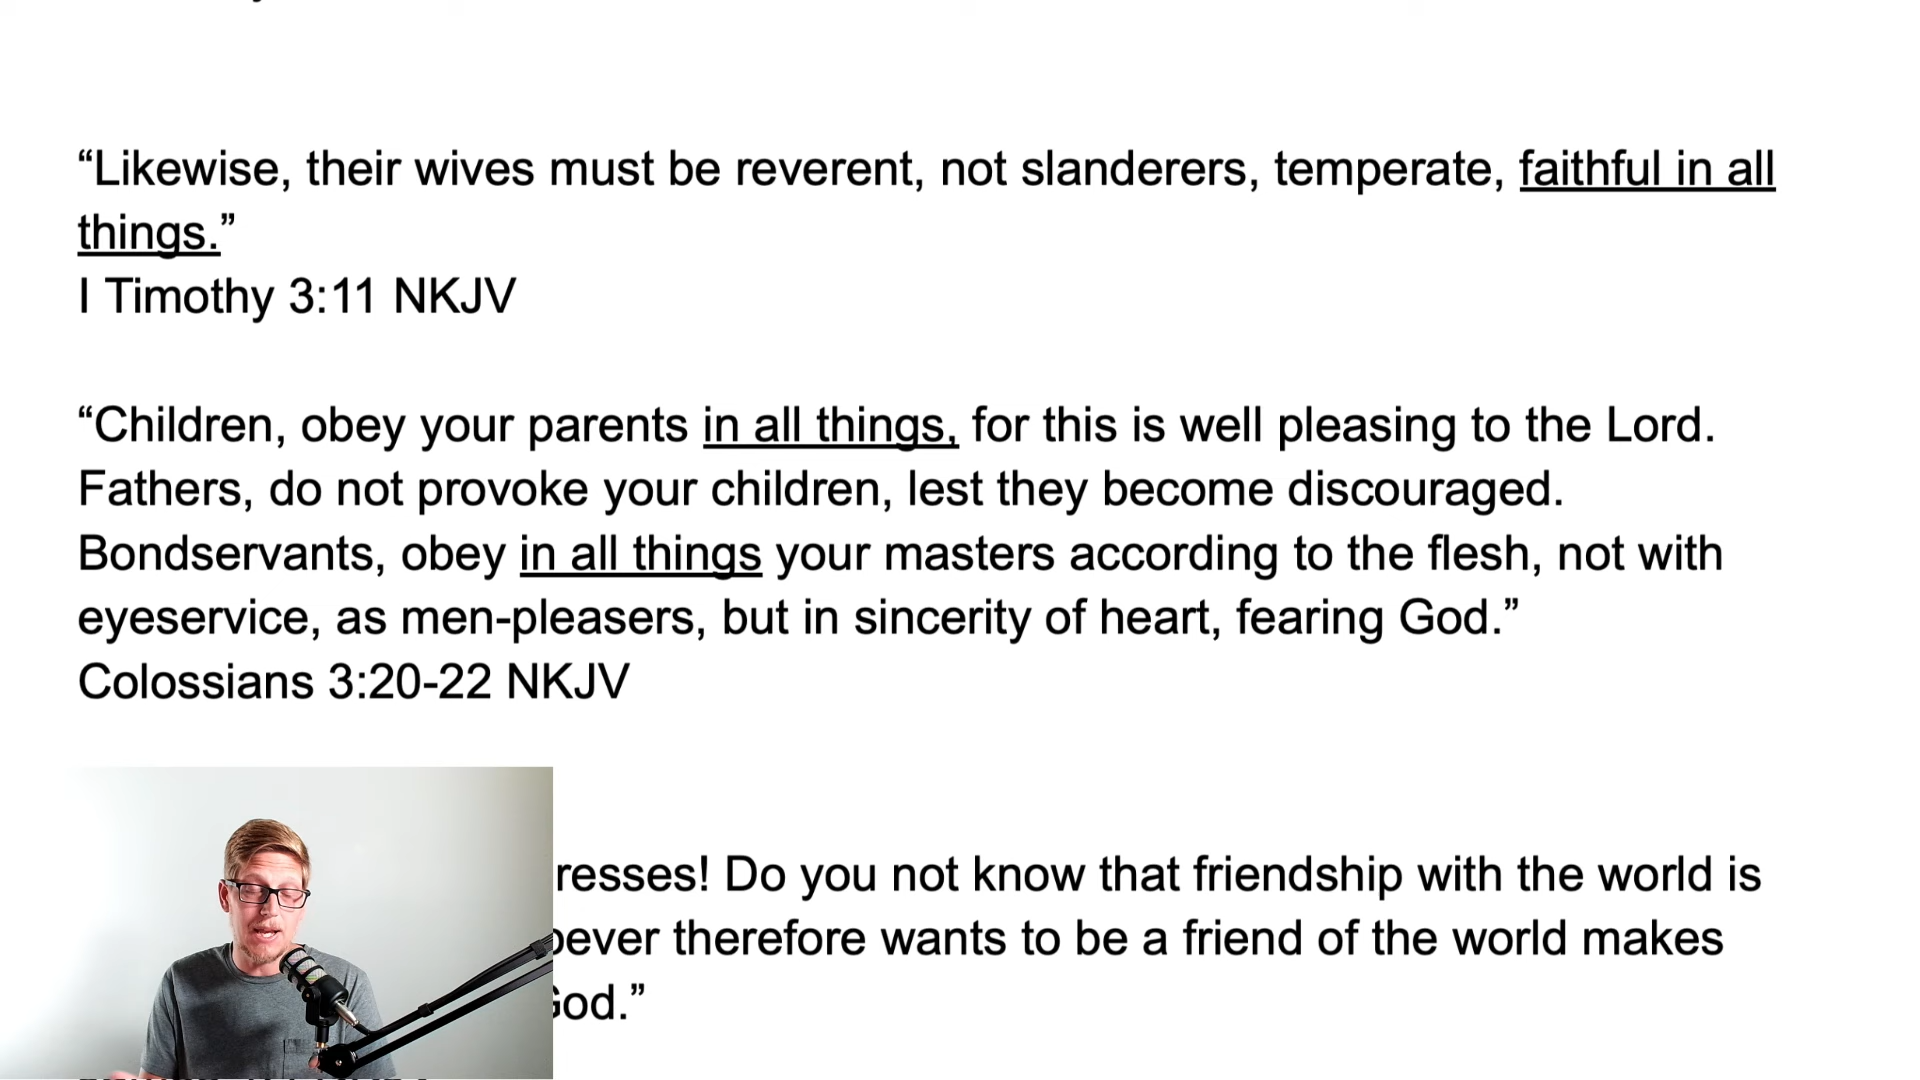 “Likewise, their wives must be reverent, not slanderers, temperate, faithful in all
things.”
I Timothy 3:11 NKJV
“Children, obey your parents in all things, for this is well pleasing to the Lord.
Fathers, do not provoke your children, lest they become discouraged.
Bondservants, obey in all things your masters according to the flesh, not with
eyeservice, as men-pleasers, but in sincerity of heart, fearing God.”
Colossians 3:20-22 NKJV
resses! Do you not know that friendship with the world is
oever therefore wants to be a friend of the world makes
God.”